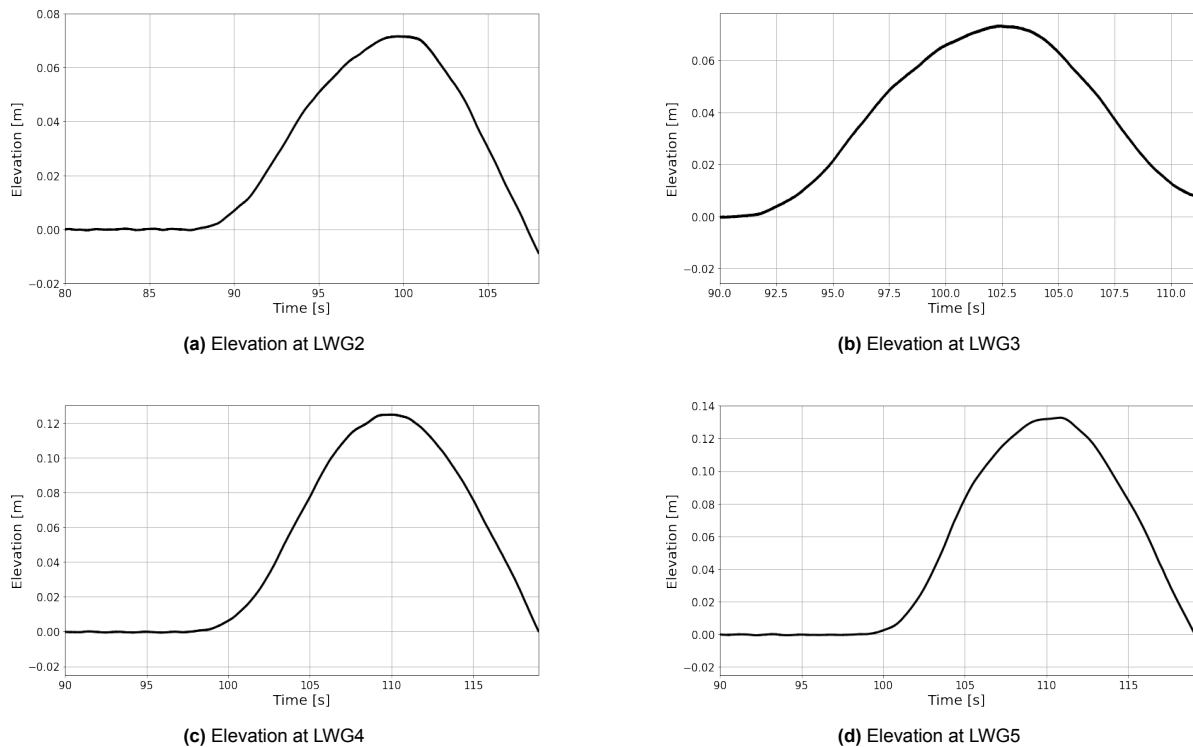 0.08
0.06
0.04
0.02
0.00
−0.02
Elevation [m]
80 85 90 95 100 105
Time [s]
(a) Elevation at LWG2
0.06
0.04
0.02
0.00
−0.02
Elevation [m]
90.0 92.5 95.0 97.5 100.0 102.5 105.0 107.5 110.0
Time [s]
(b) Elevation at LWG3
0.12
0.10
0.08
0.06
0.04
0.02
0.00
−0.02
Elevation [m]
90 95 100 105 110 115
Time [s]
(c) Elevation at LWG4
0.14
0.12
0.10
0.08
0.06
0.04
0.02
0.00
−0.02
Elevation [m]
90 95 100 105 110 115
Time [s]
(d) Elevation at LWG5